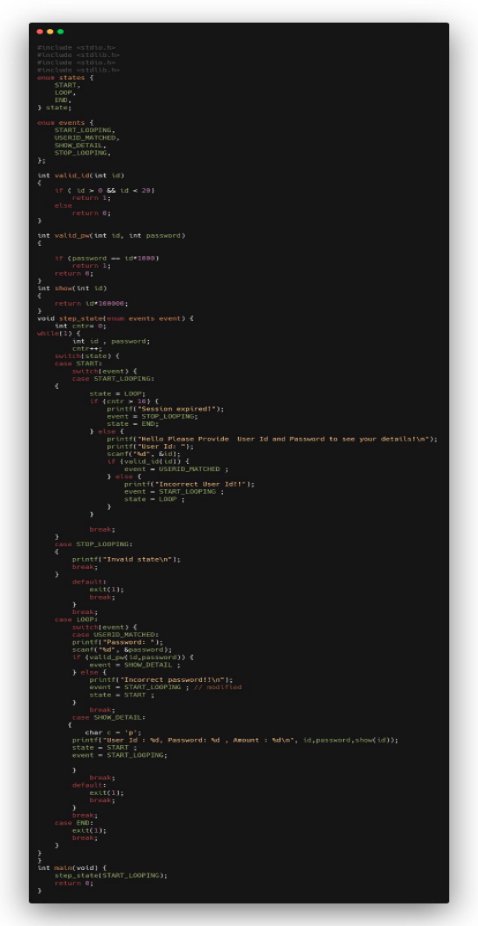 #include <stdio.h>
#include <stdlib.h>
#include <stdio.h>
#include <stdlib.h>
enum states {
    START,
    LOOP,
    END,
} state;

enum events {
    START_LOOPING,
    USERID_MATCHED,
    SHOW_DETAIL,
    STOP_LOOPING,
};

int valid_id(int id)
{
    if ( id > 0 && id < 20)
        return 1;
    else
        return 0;
}

int valid_pw(int id, int password)
{

    if (password == id*1000)
        return 1;
    return 0;
}
int show(int id)
{
    return id*100000;
}
void step_state(enum events event) {
    int cntr= 0;
while(1) {
        int id , password;
        cntr++;
    switch(state) {
    case START:
        switch(event) {
        case START_LOOPING:
    {
            state = LOOP;
            if (cntr > 10) {
                printf("Session expired!");
                event = STOP_LOOPING;
                state = END;
            } else {
                printf("Hello Please Provide  User Id and Password to see your details!\n");
                printf("User Id: ");
                scanf("%d", &id);
                if (valid_id(id)) {
                    event = USERID_MATCHED ;
                } else {
                    printf("Incorrect User Id!!");
                    event = START_LOOPING ;
                    state = LOOP ;
                }
            }

            break;
    }
    case STOP_LOOPING:
    {
        printf("Invaid state\n");
        break;
    }
        default:
            exit(1);
            break;
        }
        break;
    case LOOP:
        switch(event) {
        case USERID_MATCHED:
        printf("Password: ");
        scanf("%d", &password);
        if (valid_pw(id,password)) {
            event = SHOW_DETAIL ;
        } else {
            printf("Incorrect password!!\n");
            event = START_LOOPING ; // modified
            state = START ;
        }
            break;
        case SHOW_DETAIL:
       {
           char c = 'p';
        printf("User Id : %d, Password: %d , Amount : %d\n", id,password,show(id));
        state = START ;
        event = START_LOOPING;

        }
            break;
        default:
            exit(1);
            break;
        }
        break;
    case END:
        exit(1);
        break;
    }
}
}
int main(void) {
    step_state(START_LOOPING);
    return 0;
}